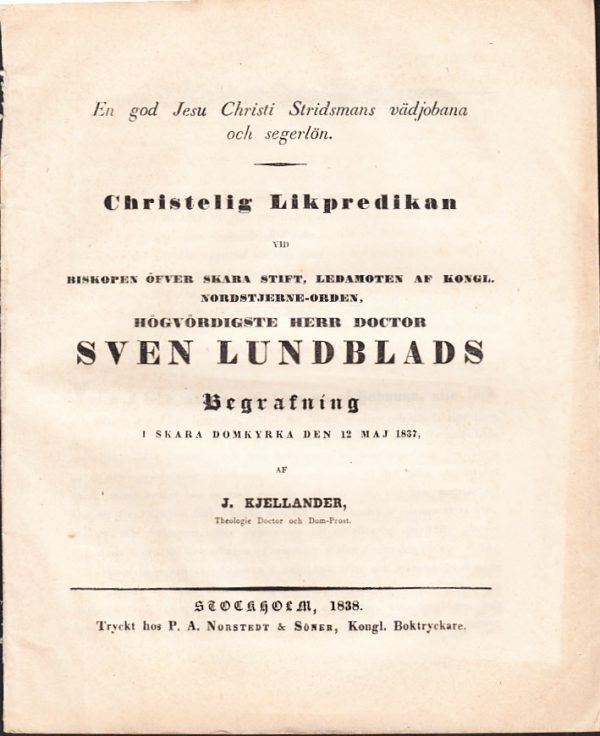 En god Jesu Christi Stridsmans vädjobana
och segerlön.
Christelig Likpredikan
VID
BISKOPEN ÖFVER SKARA STIFT, LEDAMOTEN AF KONGL.
NORDSTJERNE-ORDEN,
HÖGVÖRDIGSTE HERR DOCTOR
SVEN LUNDBLADS
Begrafning
I SKARA DOMKYRKA DEN 12 MAJ 1837,
AF
J. KJELLANDER,
Theologie Doctor och Dom-Prost.
STOCKHOLM, 1838.
Tryckt hos P. A. NORSTEDT & SÖNER, Kongl. Boktryckare.